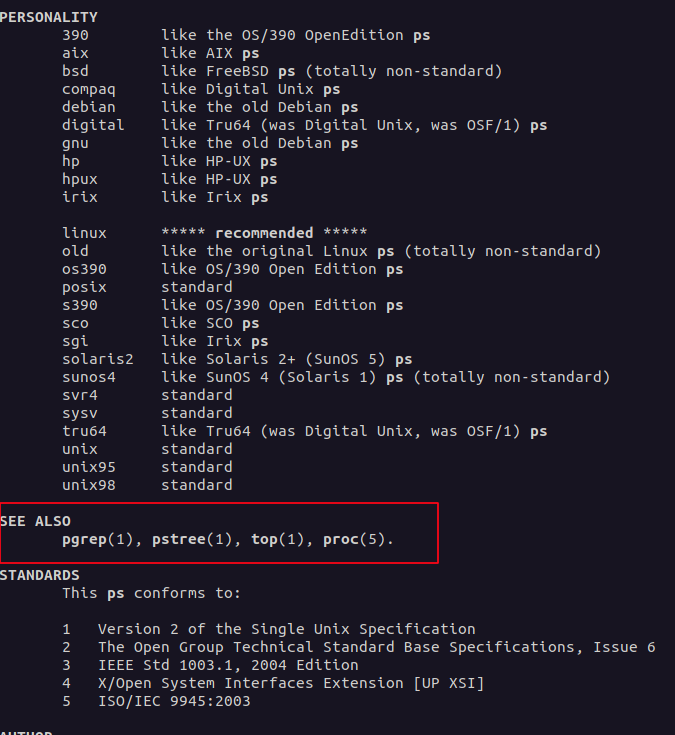 PERSONALITY
390 like the OS/390 OpenEdition ps
aix like AIX ps
bsd like FreeBSD ps (totally non-standard)
compaq like Digital Unix ps
debian like the old Debian ps
digital like Tru64 (was Digital Unix, was OSF/1) ps
gnu like the old Debian ps
hp like HP-UX ps
hpux like HP-UX ps
irix like Irix ps
linux ***** recommended *****
old like the original Linux ps (totally non-standard)
os390 like OS/390 Open Edition ps
posix standard
s390 like OS/390 Open Edition ps
sco like SCO ps
sgi like Irix ps
solaris2 like Solaris 2+ (SunOS 5) ps
sunos4 like SunOS 4 (Solaris 1) ps (totally non-standard)
svr4 standard
sysv standard
tru64 like Tru64 (was Digital Unix, was OSF/1) ps
unix standard
unix95 standard
unix98 standard
SEE ALSO
pgrep(1), pstree(1), top(1), proc(5).
STANDARDS
This ps conforms to:
1 Version 2 of the Single Unix Specification
2 The Open Group Technical Standard Base Specifications, Issue 6
3 IEEE Std 1003.1, 2004 Edition
4 X/Open System Interfaces Extension [UP XSI]
5 ISO/IEC 9945:2003
AUTHOR